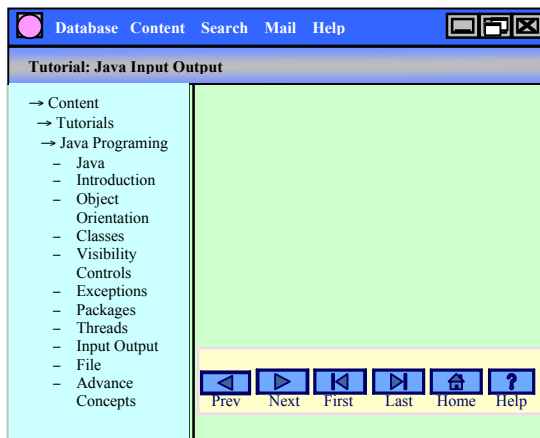 Database Content Search Mail Help
Tutorial: Java Input Output
→ Content
→ Tutorials
→ Java Programing
– Java
– Introduction
– Object
Orientation
– Classes
– Visibility
Controls
– Exceptions
– Packages
– Threads
– Input Output
– File
– Advance
Concepts
?
Prev Next First Last Home Help